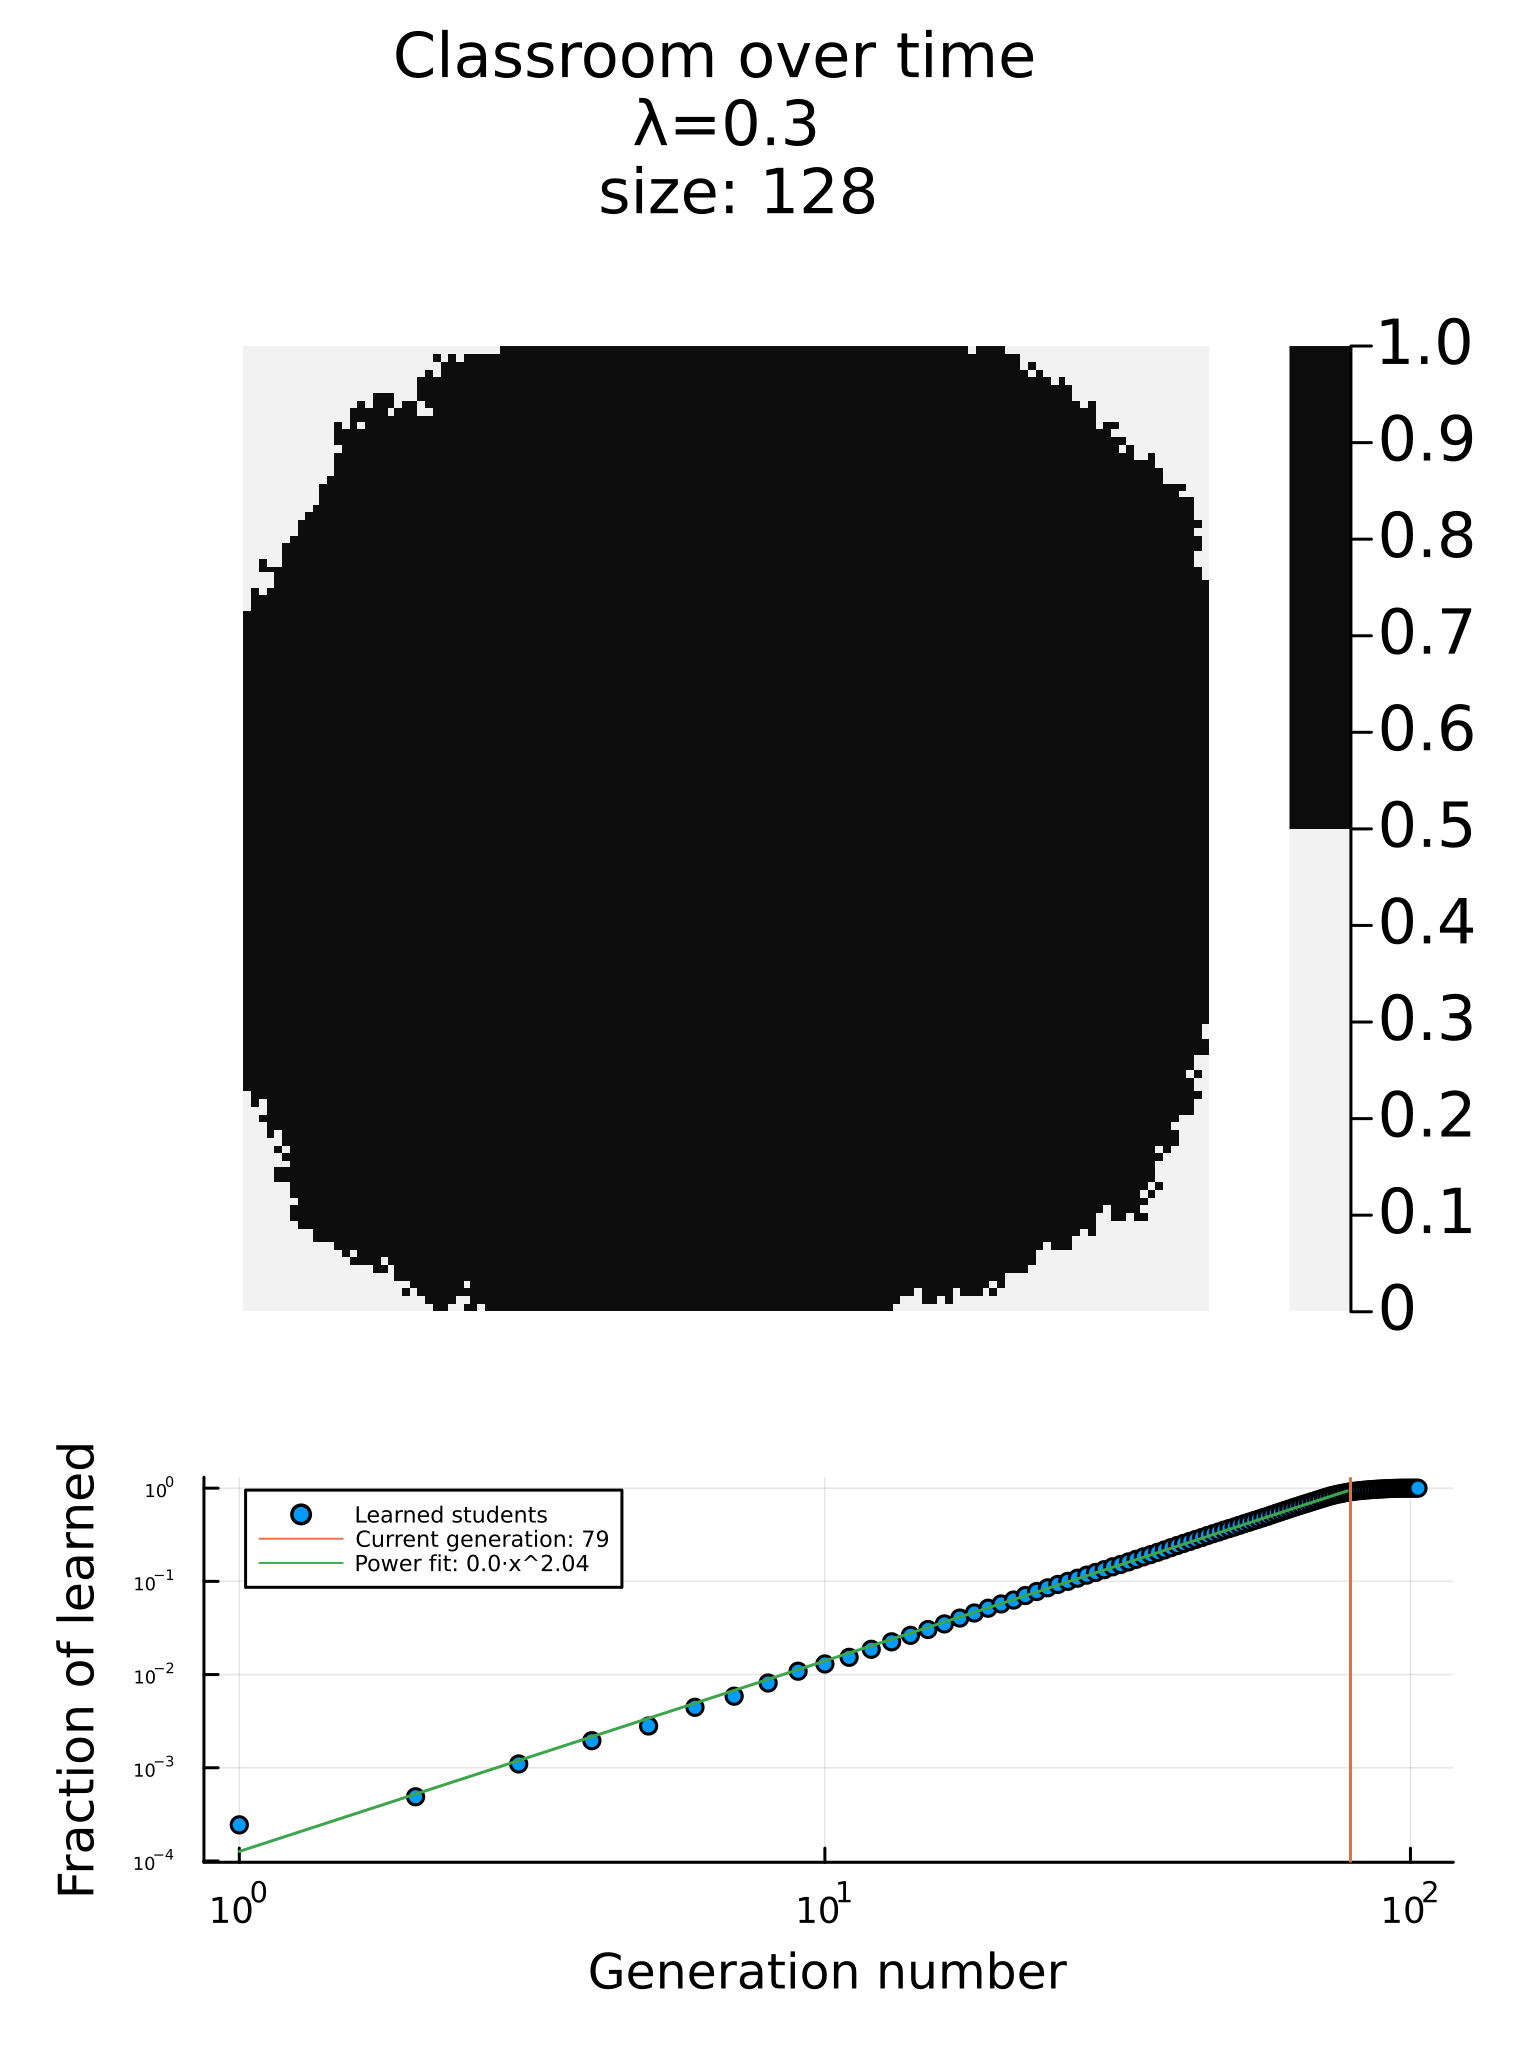 Classroom over time
λ=0.3
size: 128
1.0
0.9
0.8
0.7
0.6
0.5
0.4
0.3
0.2
0.1
0
Fraction of learned
10^0
10^-1
10^-2
10^-3
10^-4
Learned students
Current generation: 79
Power fit: 0.0·x^2.04
10^0 10^1 10^2
Generation number